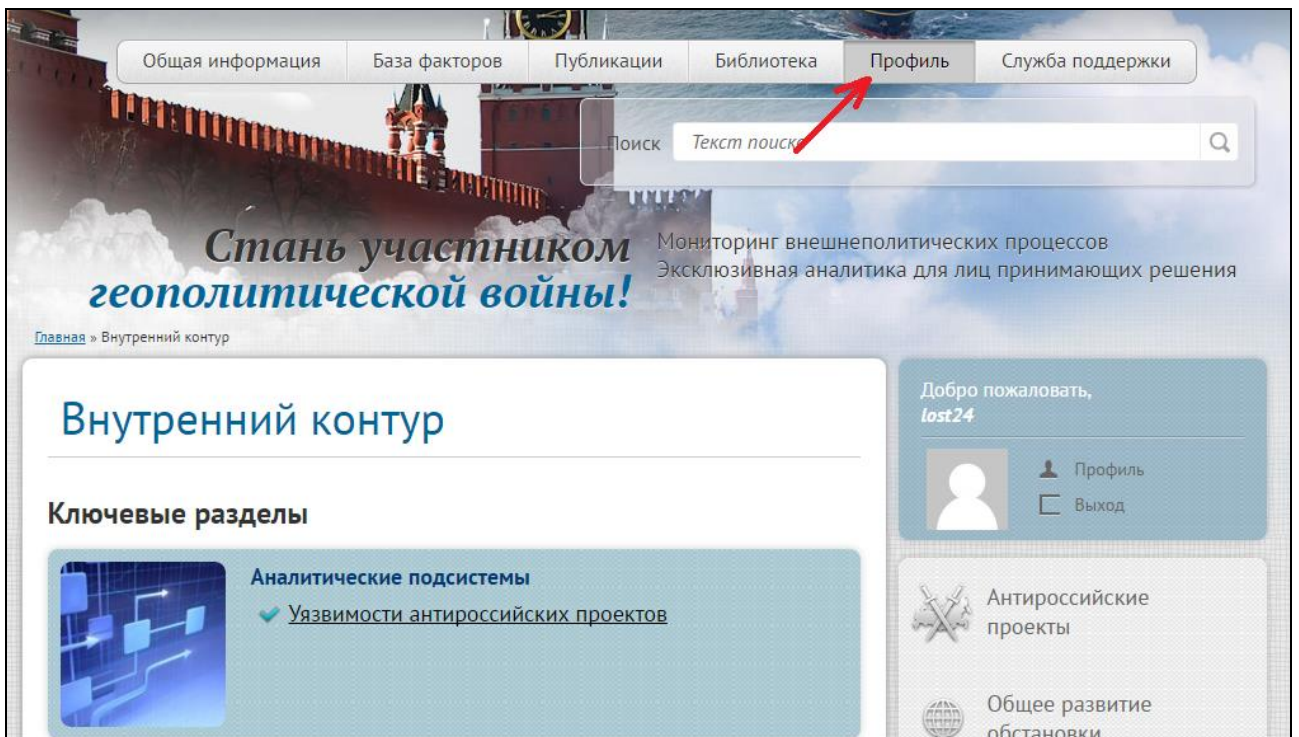 Общая информация База факторов Публикации Библиотека Профиль Служба поддержки
Поиск Текст поиска
Стань участником
геополитической войны!
Мониторинг внешнеполитических процессов
Эксклюзивная аналитика для лиц принимающих решения
Главная » Внутренний контур
Внутренний контур
Ключевые разделы
Аналитические подсистемы
Уязвимости антироссийских проектов
Добро пожаловать,
lost24
Профиль
Выход
Антироссийские
проекты
Общее развитие
обстановки